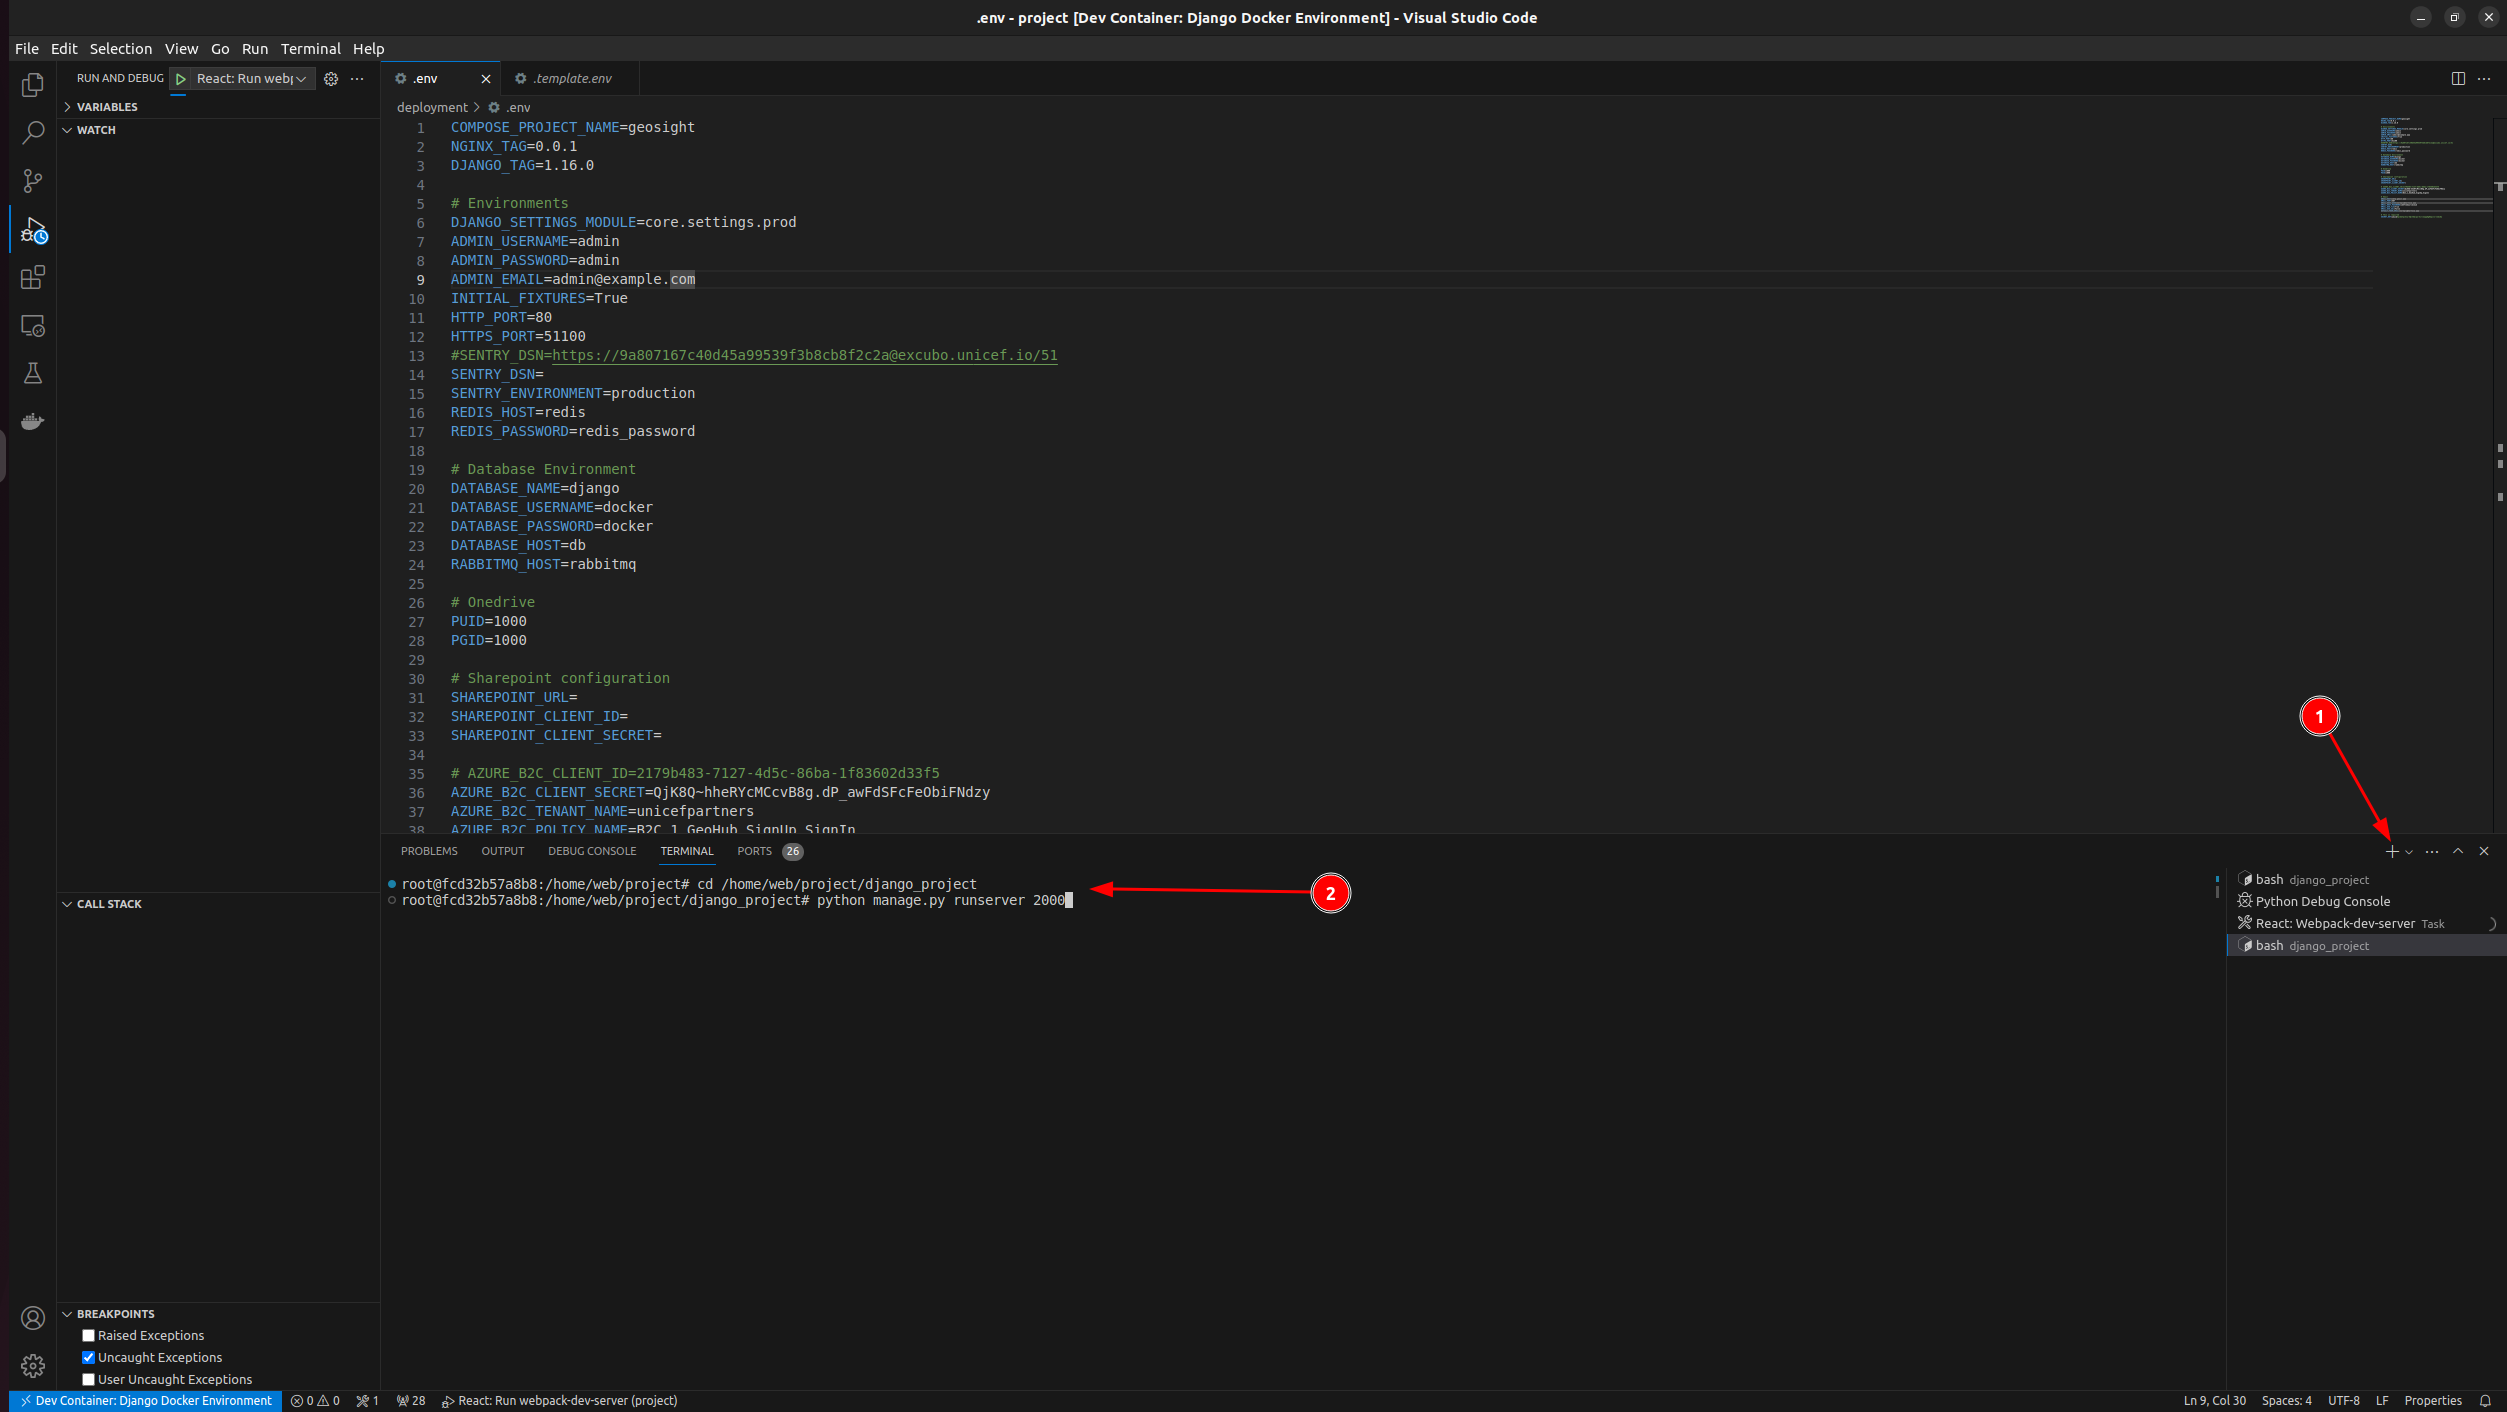 .env - project [Dev Container: Django Docker Environment] - Visual Studio Code
File Edit Selection View Go Run Terminal Help
RUN AND DEBUG React: Run webp
.env .template.env
VARIABLES
deployment > .env
WATCH
1 COMPOSE_PROJECT_NAME=geosight
2 NGINX_TAG=0.0.1
3 DJANGO_TAG=1.16.0
4
5 # Environments
6 DJANGO_SETTINGS_MODULE=core.settings.prod
7 ADMIN_USERNAME=admin
8 ADMIN_PASSWORD=admin
9 ADMIN_EMAIL=admin@example.com
10 INITIAL_FIXTURES=True
11 HTTP_PORT=80
12 HTTPS_PORT=51100
13 #SENTRY_DSN=https://9a807167c40d45a99539f3b8cb8f2c2a@excubo.unicef.io/51
14 SENTRY_DSN=
15 SENTRY_ENVIRONMENT=production
16 REDIS_HOST=redis
17 REDIS_PASSWORD=redis_password
18
19 # Database Environment
20 DATABASE_NAME=django
21 DATABASE_USERNAME=docker
22 DATABASE_PASSWORD=docker
23 DATABASE_HOST=db
24 RABBITMQ_HOST=rabbitmq
25
26 # Onedrive
27 PUID=1000
28 PGID=1000
29
30 # Sharepoint configuration
31 SHAREPOINT_URL=
32 SHAREPOINT_CLIENT_ID=
33 SHAREPOINT_CLIENT_SECRET=
34
35 # AZURE_B2C_CLIENT_ID=2179b483-7127-4d5c-86ba-1f83602d33f5
36 AZURE_B2C_CLIENT_SECRET=QjK8Q~hheRYcMCcvB8g.dP_awFdSFcFeObiFNdzy
37 AZURE_B2C_TENANT_NAME=unicefpartners
38 AZURE_B2C_POLICY_NAME=B2C_1_GeoHub_SignUp_SignIn
1
PROBLEMS OUTPUT DEBUG CONSOLE TERMINAL PORTS 26
root@fcd32b57a8b8:/home/web/project# cd /home/web/project/django_project
root@fcd32b57a8b8:/home/web/project/django_project# python manage.py runserver 2000
2
bash django_project
Python Debug Console
React: Webpack-dev-server Task
bash django_project
CALL STACK
BREAKPOINTS
Raised Exceptions
Uncaught Exceptions
User Uncaught Exceptions
Dev Container: Django Docker Environment 0 0 1 28 React: Run webpack-dev-server (project) Ln 9, Col 30 Spaces: 4 UTF-8 LF Properties